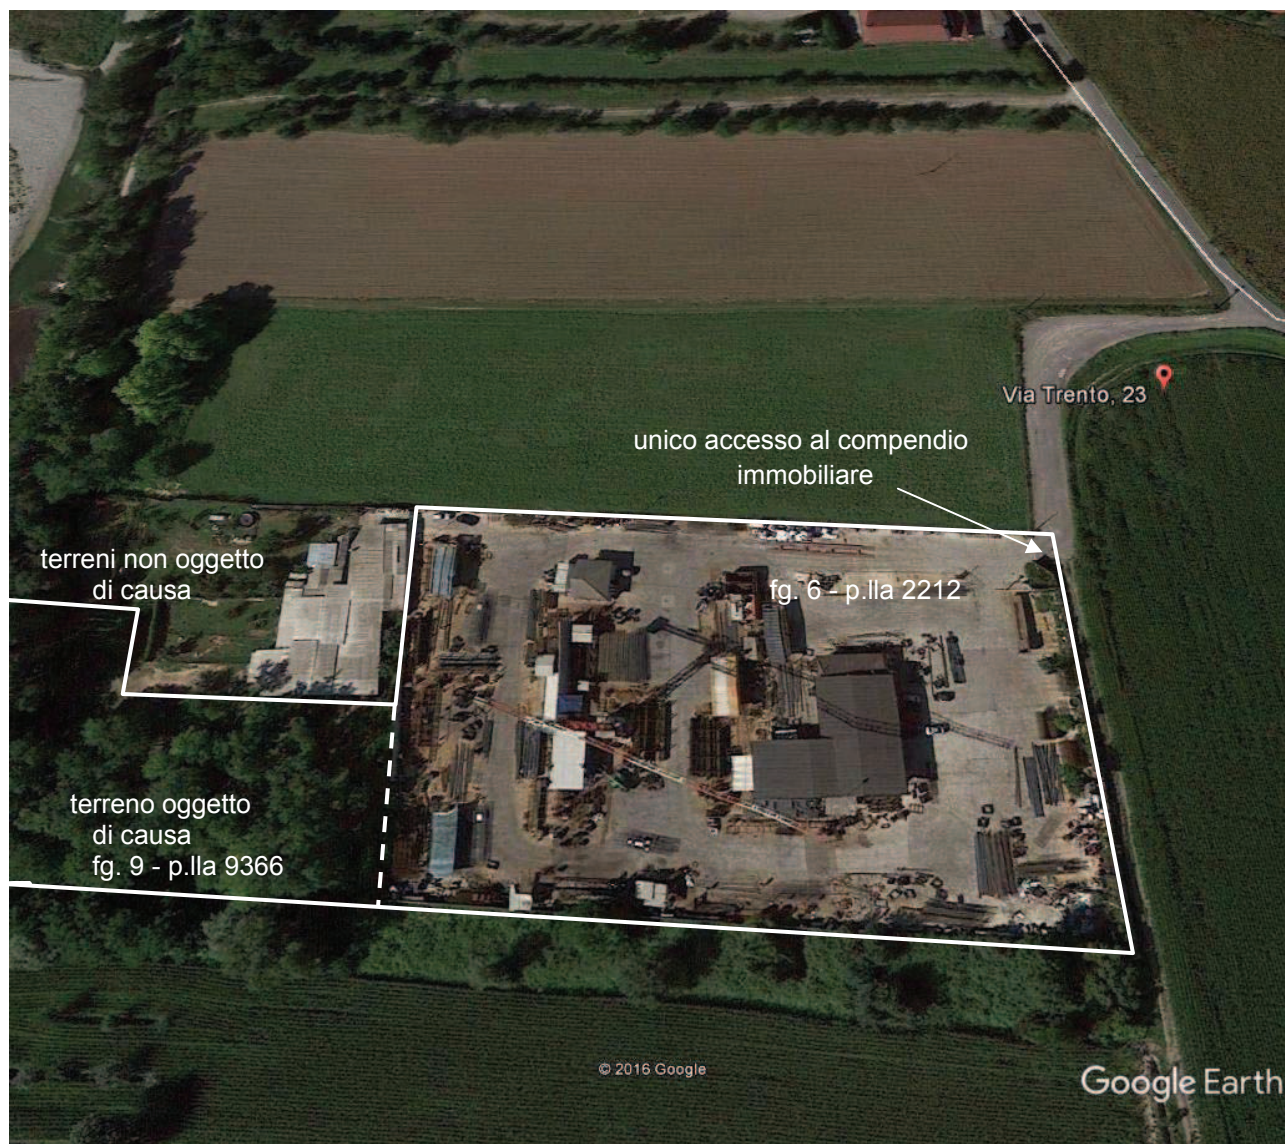 Via Trento, 23
unico accesso al compendio
immobiliare
terreni non oggetto
di causa
fg. 6 - p.lla 2212
terreno oggetto
di causa
fg. 9 - p.lla 9366
© 2016 Google
Google Earth